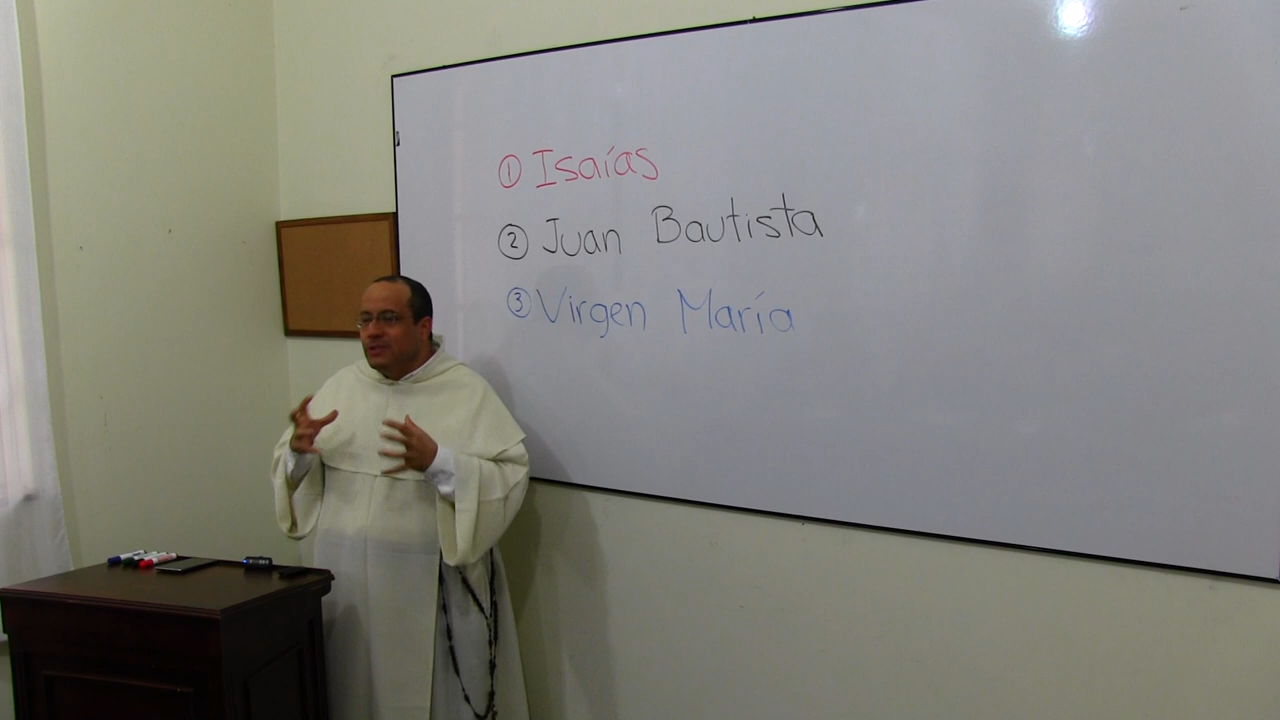 ① Isaías
② Juan Bautista
③ Virgen María